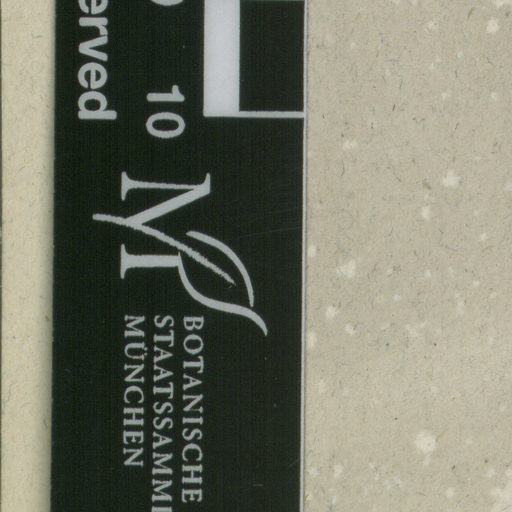 erved
10
M
BOTANISCHE
STAATSSAMML
MÜNCHEN